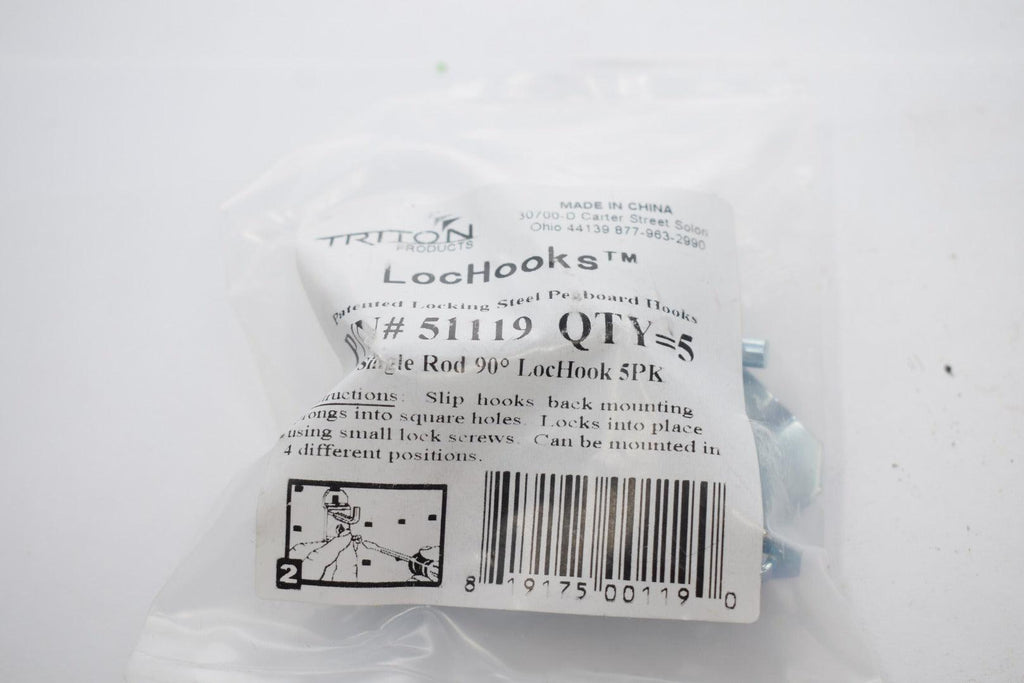 TRITON
PRODUCTS
MADE IN CHINA
30700-D Carter Street Solon
Ohio 44139 877-963-2990
LocHooks™
Patented Locking Steel Pegboard Hooks
P/N# 51119 QTY=5
Single Rod 90° LocHook 5PK
ructions: Slip hooks back mounting
rongs into square holes. Locks into place
using small lock screws. Can be mounted in
4 different positions.
2
8 19175 00119 0